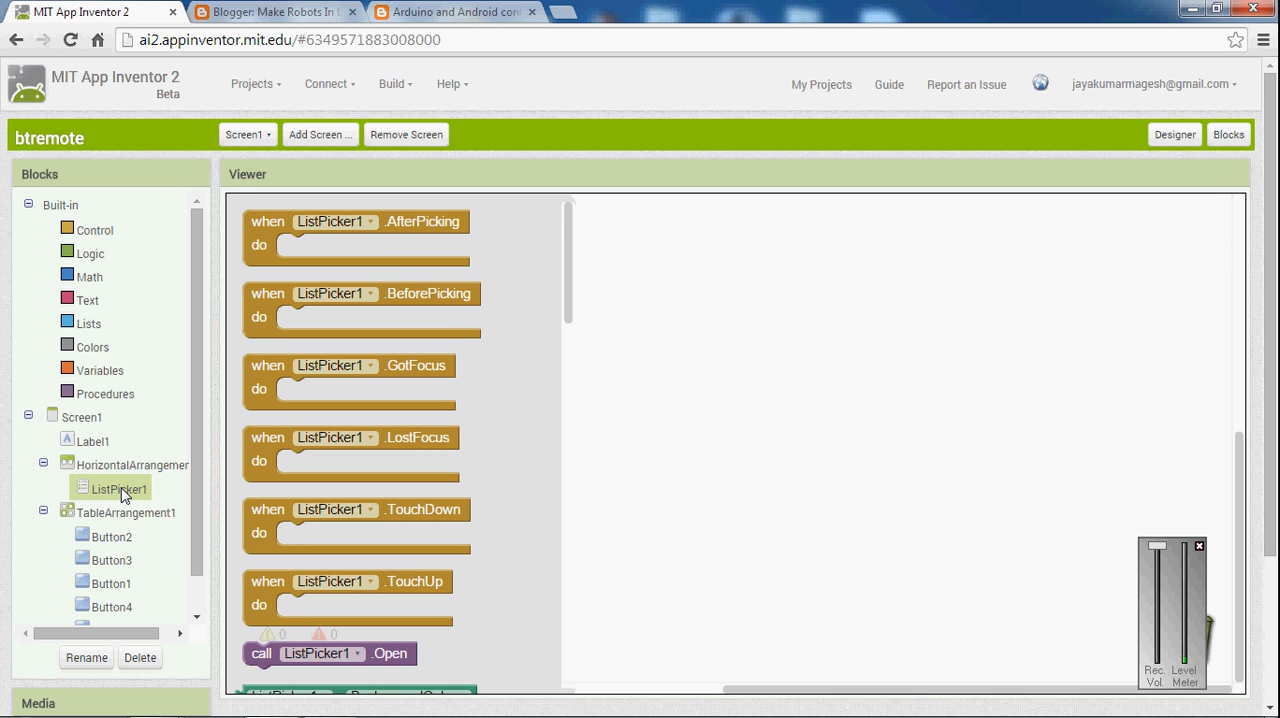 MIT App Inventor 2
Blogger: Make Robots In
Arduino and Android con
ai2.appinventor.mit.edu/#6349571883008000
MIT App Inventor 2
Beta
Projects
Connect
Build
Help
My Projects
Guide
Report an Issue
jayakumarmagesh@gmail.com
btremote
Screen1
Add Screen ...
Remove Screen
Designer
Blocks
Blocks
Viewer
Built-in
Control
Logic
Math
Text
Lists
Colors
Variables
Procedures
Screen1
Label1
HorizontalArrangemer
ListPicker1
TableArrangement1
Button2
Button3
Button1
Button4
Rename
Delete
Media
when ListPicker1 .AfterPicking
do
when ListPicker1 .BeforePicking
do
when ListPicker1 .GotFocus
do
when ListPicker1 .LostFocus
do
when ListPicker1 .TouchDown
do
when ListPicker1 .TouchUp
do
0 0
call ListPicker1 .Open
Rec. Level
Vol. Meter